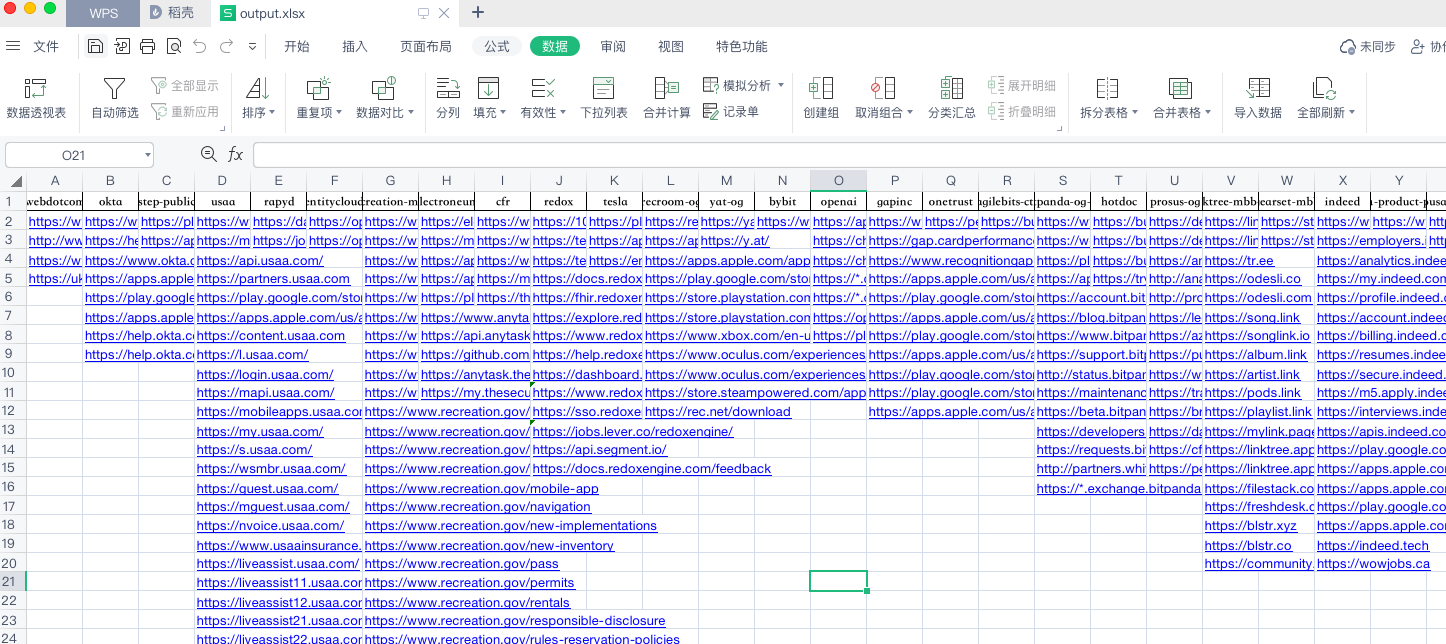 WPS 稻壳 S output.xlsx +
文件 开始 插入 页面布局 公式 数据 审阅 视图 特色功能 未同步
全部显示 模拟分析 展开明细
重新应用 记录单 折叠明细
数据透视表 自动筛选 排序 重复项 数据对比 分列 填充 有效性 下拉列表 合并计算 创建组 取消组合 分类汇总 拆分表格 合并表格 导入数据 全部刷新
O21 fx
A B C D E F G H I J K L M N O P Q R S T U V W X Y
1 webdotcom okta step-public usaa rapyd entitycloud reation-m lectroneun cfr redox tesla recroom-og yat-og bybit openai gapinc onetrust agilebits-ct panda-og- hotdoc prosus-og ktree-mbb earset-mb indeed -product- pusa
2 https://w https://w https://pl https://w https://da https://op https://w https://el https://w https://10 https://w https://re https://w https://w https://ap https://w https://w https://pe https://bu https://w https://de https://lin https://st https://w https://w
3 http://ww https://he https://ap https://m https://jo https://ap https://w https://m https://w https://te https://ap https://ap https://y.at/ https://ch https://gap.cardperformance https://w https://bu https://de https://lin https://st https://employers.i
4 https://w https://www.okta.c https://api.usaa.com/ https://w https://ap https://w https://te https://er https://apps.apple.com/app https://ch https://www.recognitiongap https://pl https://bu https://ar https://tr.ee https://analytics.indee
5 https://uk https://apps.apple https://partners.usaa.com https://w https://ap https://m https://docs.redox https://play.google.com/stor https://*.c https://apps.apple.com/us/a https://ap https://try http://ana https://odesli.co https://my.indeed.com
6 https://play.google https://play.google.com/stor https://w https://pl https://th https://fhir.redoxer https://store.playstation.com https://*. https://play.google.com/stor https://account.bit http://pro https://odesli.com https://profile.indeed.c
7 https://apps.apple https://apps.apple.com/us/a https://w https://www.anyta https://explore.red https://store.playstation.com https://op https://apps.apple.com/us/a https://blog.bitpan https://le https://song.link https://account.indeed
8 https://help.okta.co https://content.usaa.com https://w https://api.anytask https://www.redox https://www.xbox.com/en-u https://pl https://play.google.com/stor https://www.bitpan https://az https://songlink.io https://billing.indeed.c
9 https://help.okta.co https://l.usaa.com/ https://w https://github.com https://help.redoxe https://www.oculus.com/experiences https://apps.apple.com/us/a https://support.bitp https://pu https://album.link https://resumes.indee
10 https://login.usaa.com/ https://w https://anytask.the https://dashboard. https://www.oculus.com/experiences https://play.google.com/stor http://status.bitpan https://w https://artist.link https://secure.indeed.
11 https://mapi.usaa.com/ https://w https://my.thesecu https://www.redox https://store.steampowered.com/app https://play.google.com/stor https://maintenanc https://tra https://pods.link https://m5.apply.inde
12 https://mobileapps.usaa.con https://www.recreation.gov/ https://sso.redoxe https://rec.net/download https://apps.apple.com/us/a https://beta.bitpan https://br https://playlist.link https://interviews.inde
13 https://my.usaa.com/ https://www.recreation.gov/ https://jobs.lever.co/redoxengine/ https://developers https://da https://mylink.page https://apis.indeed.co
14 https://s.usaa.com/ https://www.recreation.gov/ https://api.segment.io/ https://requests.bi https://cf https://linktree.app https://play.google.co
15 https://wsmbr.usaa.com/ https://www.recreation.gov/ https://docs.redoxengine.com/feedback http://partners.whi https://pe https://linktree.app https://apps.apple.co
16 https://guest.usaa.com/ https://www.recreation.gov/mobile-app https://*.exchange.bitpanda https://filestack.co https://apps.apple.co
17 https://mguest.usaa.com/ https://www.recreation.gov/navigation https://freshdesk.c https://play.google.co
18 https://nvoice.usaa.com/ https://www.recreation.gov/new-implementations https://blstr.xyz https://apps.apple.co
19 https://www.usaainsurance. https://www.recreation.gov/new-inventory https://blstr.co https://indeed.tech
20 https://liveassist.usaa.com/ https://www.recreation.gov/pass https://community. https://wowjobs.ca
21 https://liveassist11.usaa.con https://www.recreation.gov/permits
22 https://liveassist12.usaa.con https://www.recreation.gov/rentals
23 https://liveassist21.usaa.con https://www.recreation.gov/responsible-disclosure
24 https://liveassist22.usaa.con https://www.recreation.gov/rules-reservation-policies